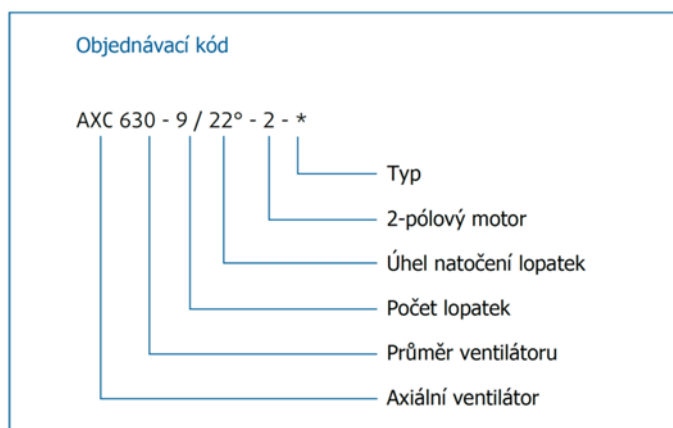 Objednávací kód
AXC 630 - 9 / 22° - 2 - *
Typ
2-pólový motor
Úhel natočení lopatek
Počet lopatek
Průměr ventilátoru
Axiální ventilátor